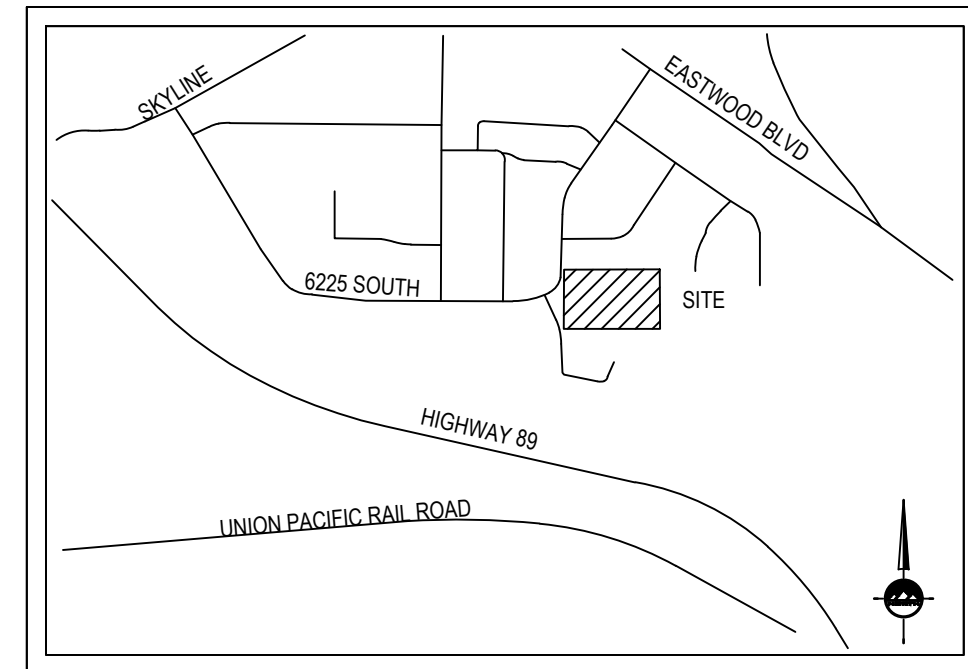 SKYLINE
EASTWOOD BLVD
6225 SOUTH
SITE
HIGHWAY 89
UNION PACIFIC RAIL ROAD